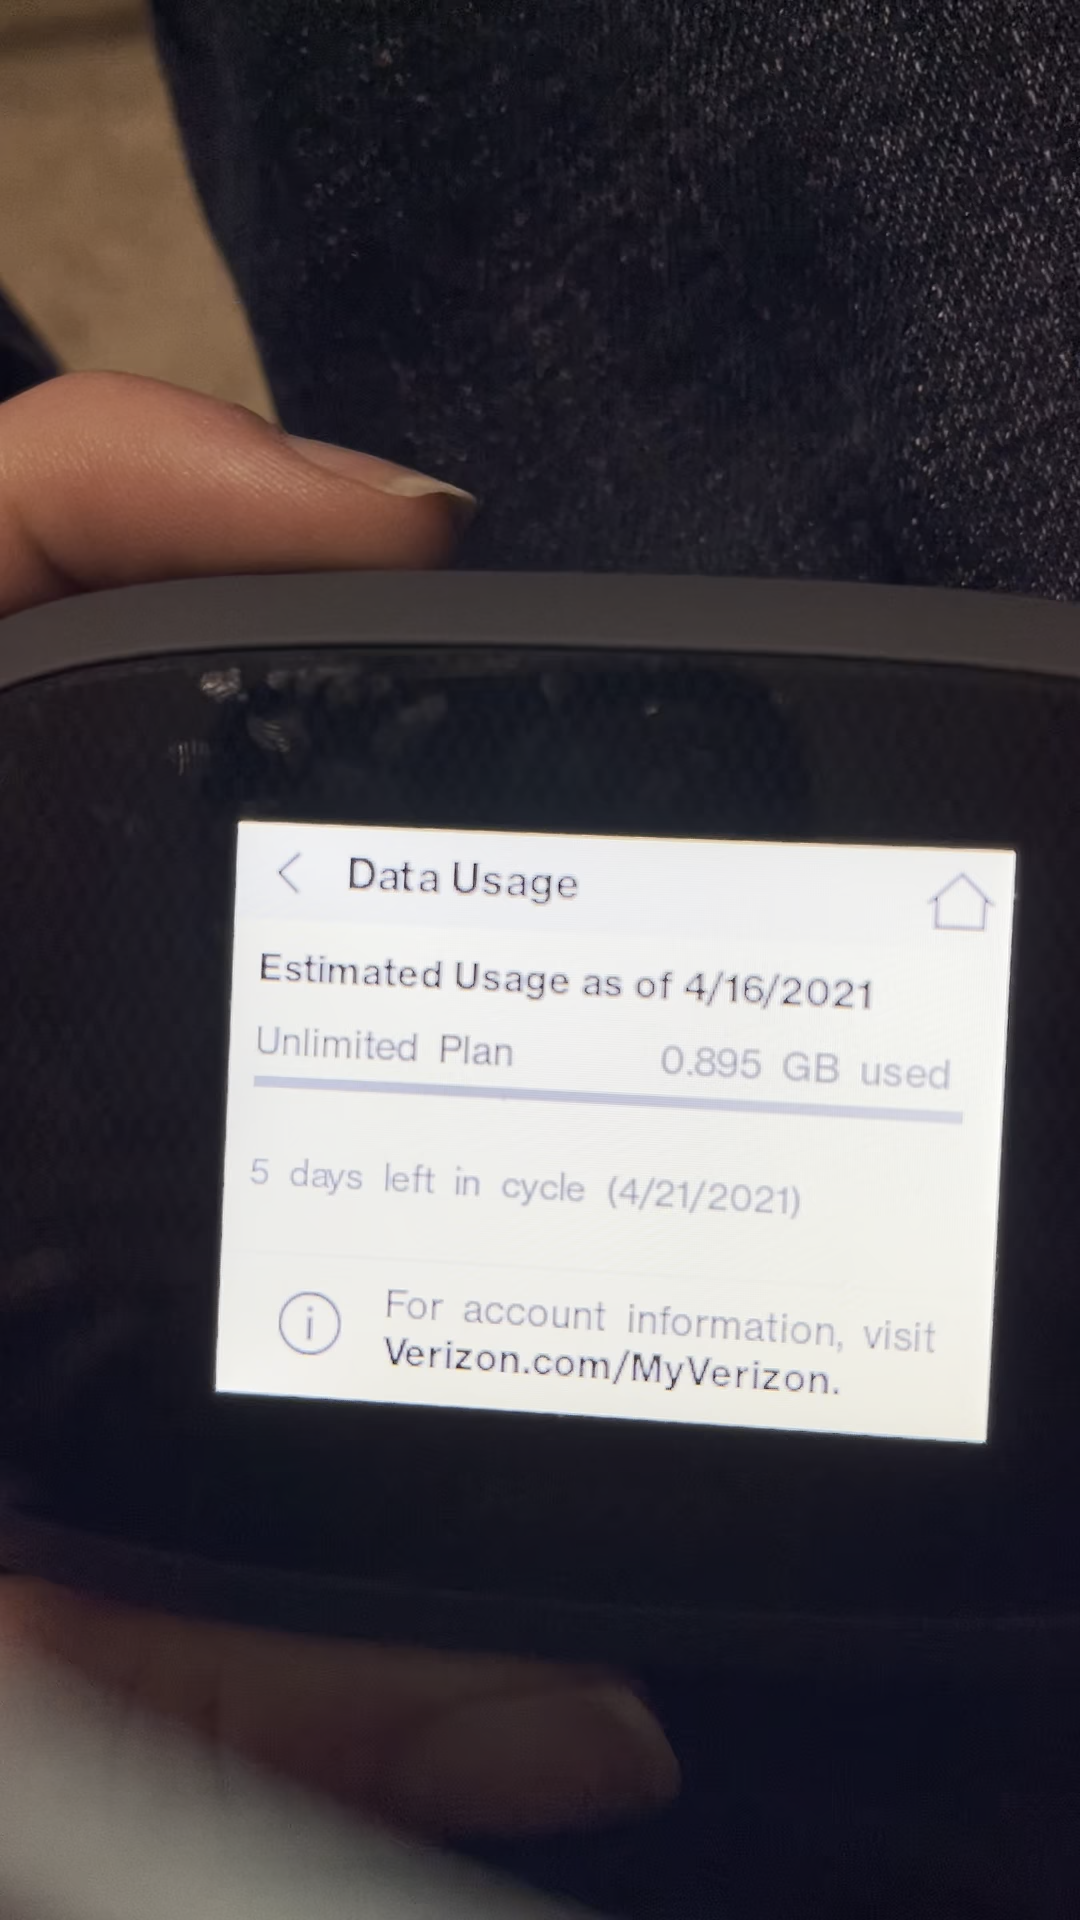 Data Usage
Estimated Usage as of 4/16/2021
Unlimited Plan 0.895 GB used
5 days left in cycle (4/21/2021)
For account information, visit
Verizon.com/MyVerizon.